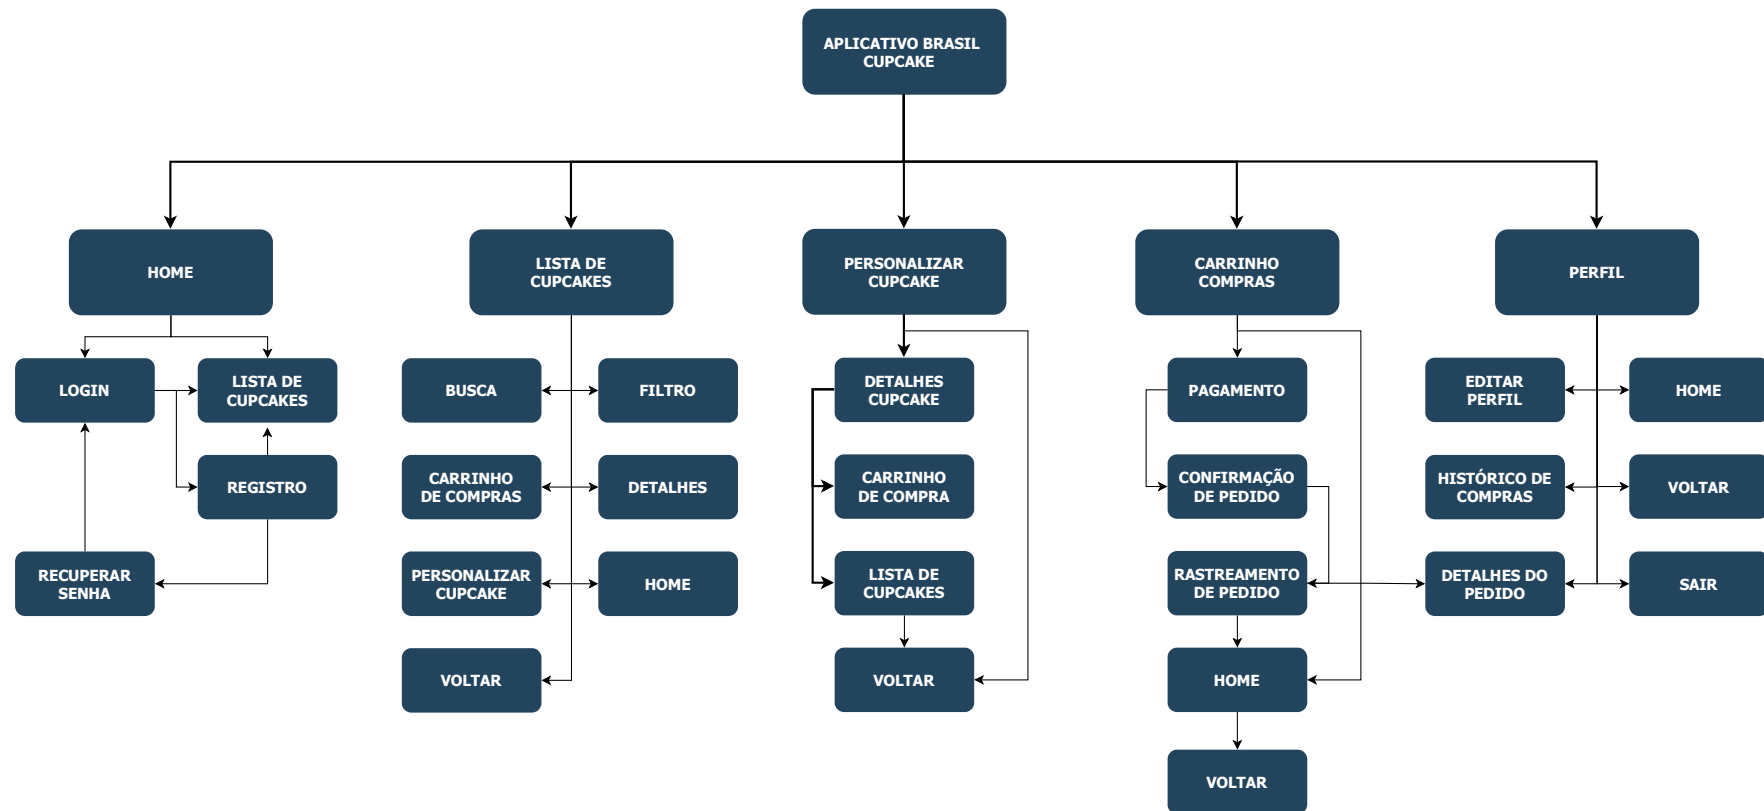 APLICATIVO BRASIL
CUPCAKE
HOME
LISTA DE
CUPCAKES
PERSONALIZAR
CUPCAKE
CARRINHO
COMPRAS
PERFIL
LOGIN
LISTA DE
CUPCAKES
REGISTRO
RECUPERAR
SENHA
BUSCA
FILTRO
CARRINHO
DE COMPRAS
DETALHES
PERSONALIZAR
CUPCAKE
HOME
VOLTAR
DETALHES
CUPCAKE
CARRINHO
DE COMPRA
LISTA DE
CUPCAKES
VOLTAR
PAGAMENTO
CONFIRMAÇÃO
DE PEDIDO
RASTREAMENTO
DE PEDIDO
HOME
VOLTAR
EDITAR
PERFIL
HOME
HISTÓRICO DE
COMPRAS
VOLTAR
DETALHES DO
PEDIDO
SAIR